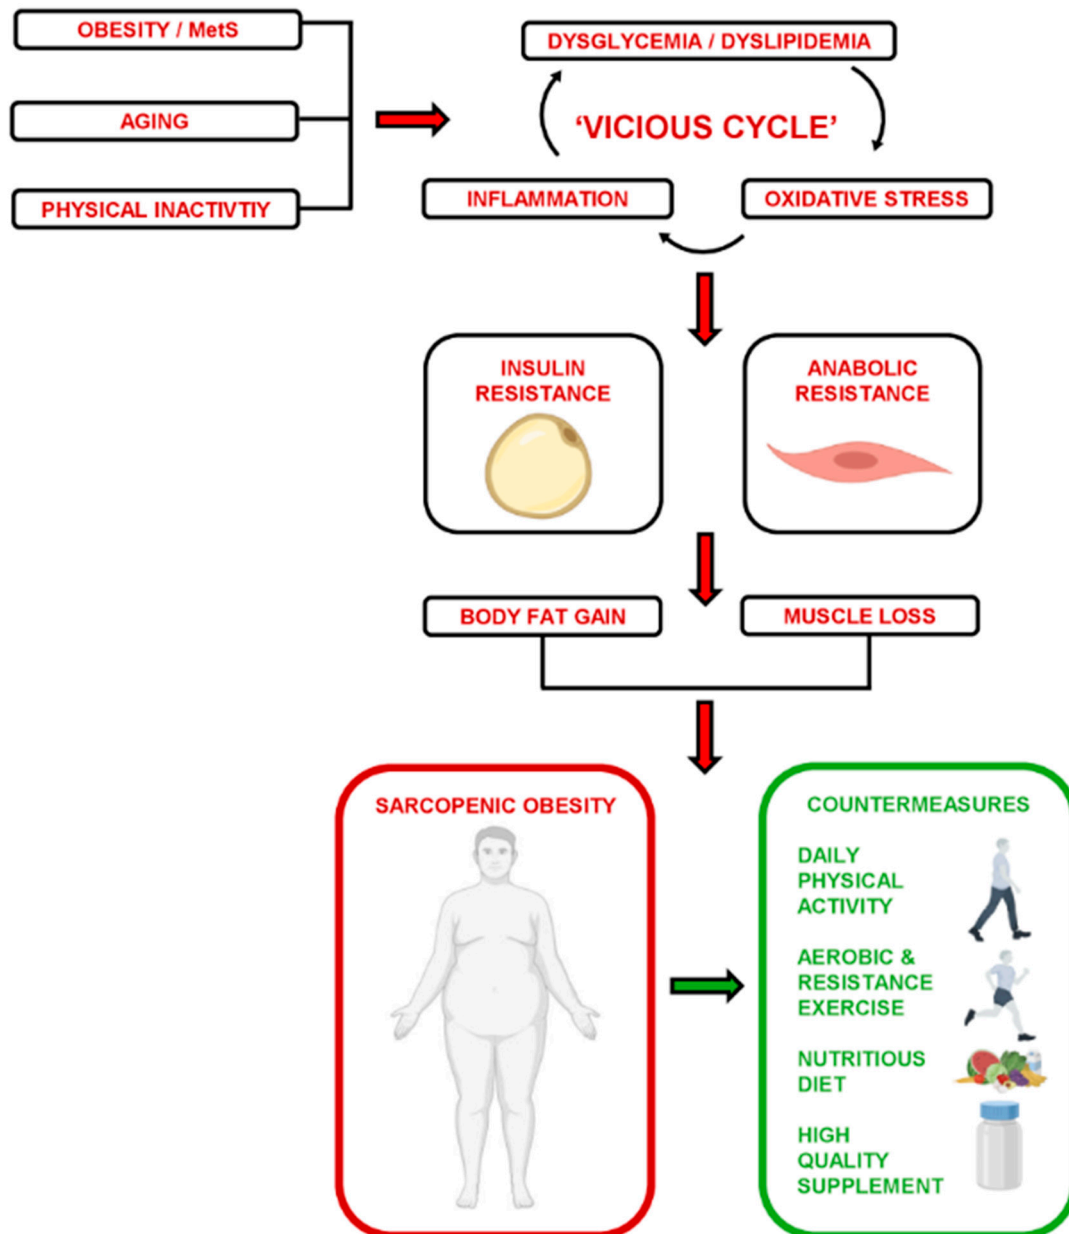 OBESITY / MetS
AGING
PHYSICAL INACTIVTIY
DYSGLYCEMIA / DYSLIPIDEMIA
‘VICIOUS CYCLE’
INFLAMMATION
OXIDATIVE STRESS
INSULIN
RESISTANCE
ANABOLIC
RESISTANCE
BODY FAT GAIN
MUSCLE LOSS
SARCOPENIC OBESITY
COUNTERMEASURES
DAILY
PHYSICAL
ACTIVITY
AEROBIC &
RESISTANCE
EXERCISE
NUTRITIOUS
DIET
HIGH
QUALITY
SUPPLEMENT